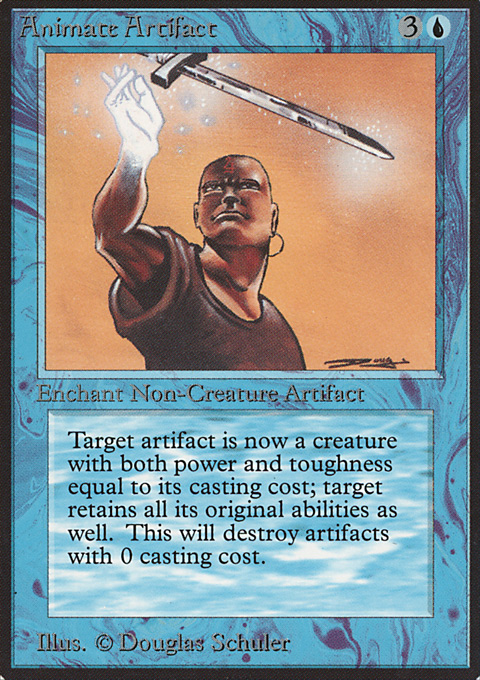 Animate Artifact
3
Enchant Non-Creature Artifact
Target artifact is now a creature
with both power and toughness
equal to its casting cost; target
retains all its original abilities as
well. This will destroy artifacts
with 0 casting cost.
Illus. © Douglas Schuler